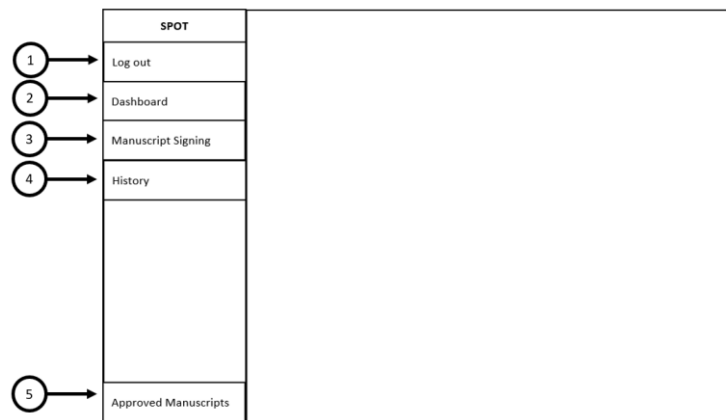 SPOT
1
Log out
2
Dashboard
3
Manuscript Signing
4
History
5
Approved Manuscripts